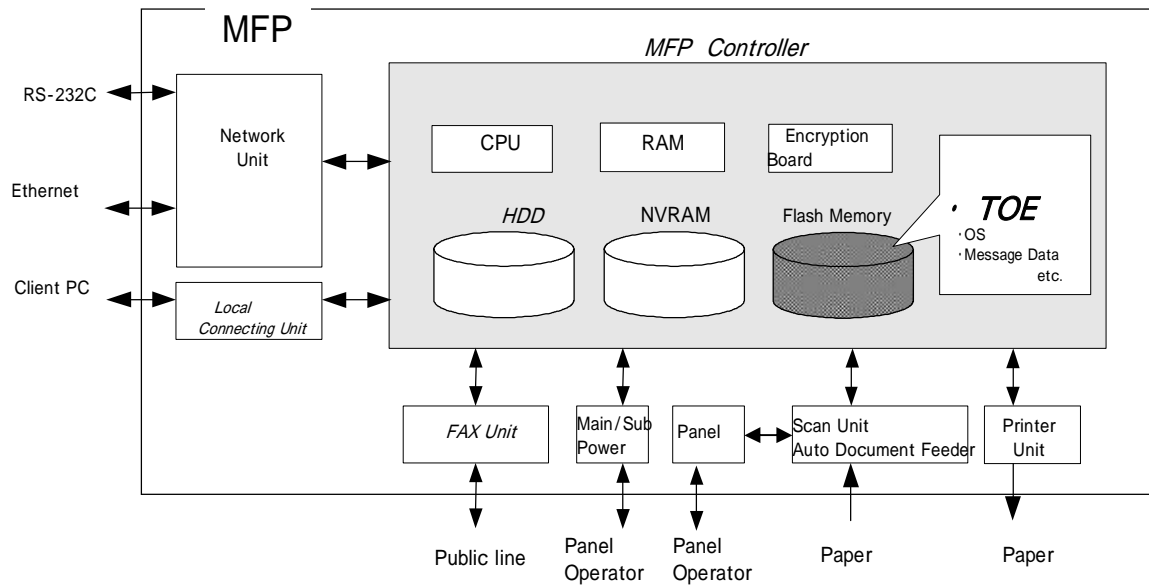 MFP
MFP Controller
RS-232C
Network
Unit
Ethernet
Client PC
Local
Connecting Unit
CPU
RAM
Encryption
Board
HDD
NVRAM
Flash Memory
・ TOE
・OS
・Message Data
etc.
FAX Unit
Main/Sub
Power
Panel
Scan Unit
Auto Document Feeder
Printer
Unit
Public line
Panel
Operator
Panel
Operator
Paper
Paper